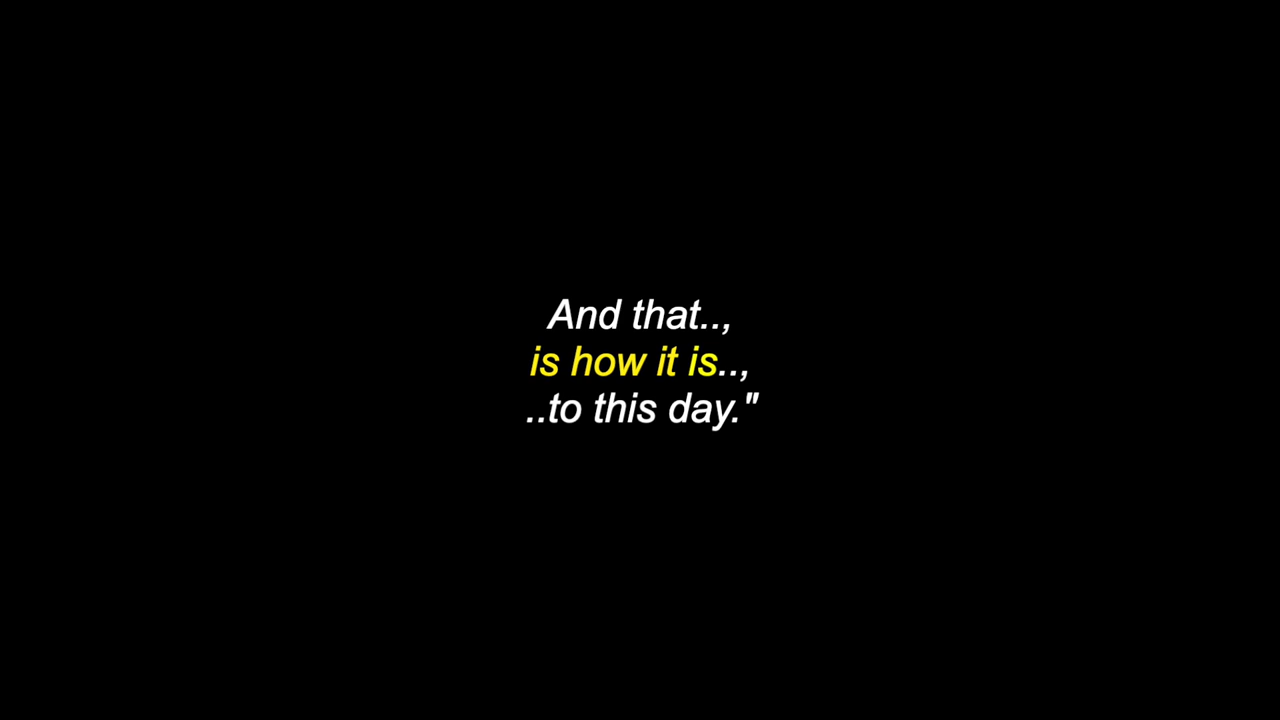 And that..,
is how it is..,
..to this day."